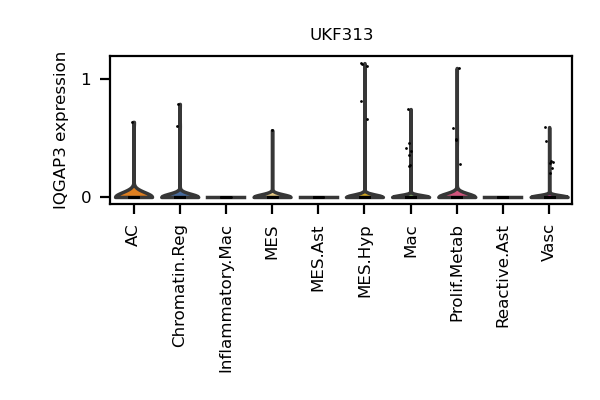 UKF313
IQGAP3 expression
1
0
AC
Chromatin.Reg
Inflammatory.Mac
MES
MES.Ast
MES.Hyp
Mac
Prolif.Metab
Reactive.Ast
Vasc